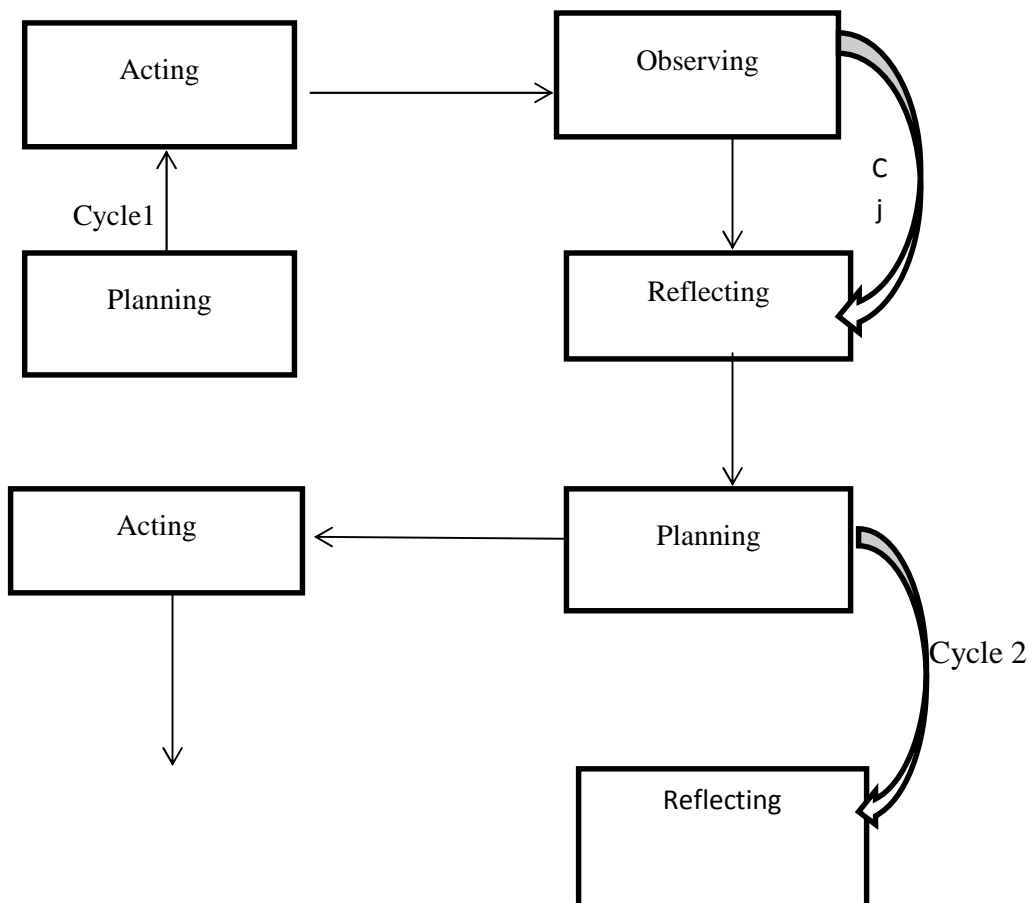 Acting
Observing
C
j
Cycle1
Planning
Reflecting
Acting
Planning
Cycle 2
Reflecting